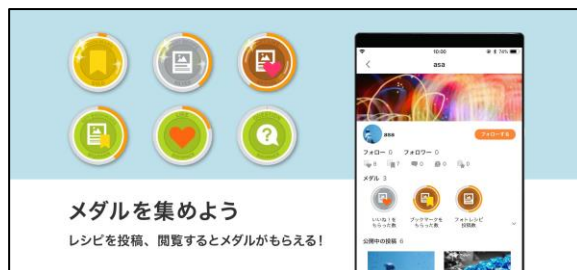 メダルを集めよう
レシピを投稿、閲覧するとメダルがもらえる！
10:00
asa
asa
フォローする
フォロー 0 フォロワー 0
メダル 3
いいね！を
もらった数
ブックマークを
もらった数
フォトレシピ
投稿数
公開中の投稿 6